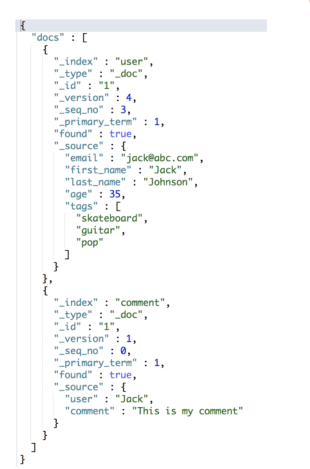 {
  "docs" : [
    {
      "_index" : "user",
      "_type" : "_doc",
      "_id" : "1",
      "_version" : 4,
      "_seq_no" : 3,
      "_primary_term" : 1,
      "found" : true,
      "_source" : {
        "email" : "jack@abc.com",
        "first_name" : "Jack",
        "last_name" : "Johnson",
        "age" : 35,
        "tags" : [
          "skateboard",
          "guitar",
          "pop"
        ]
      }
    },
    {
      "_index" : "comment",
      "_type" : "_doc",
      "_id" : "1",
      "_version" : 1,
      "_seq_no" : 0,
      "_primary_term" : 1,
      "found" : true,
      "_source" : {
        "user" : "Jack",
        "comment" : "This is my comment"
      }
    }
  ]
}